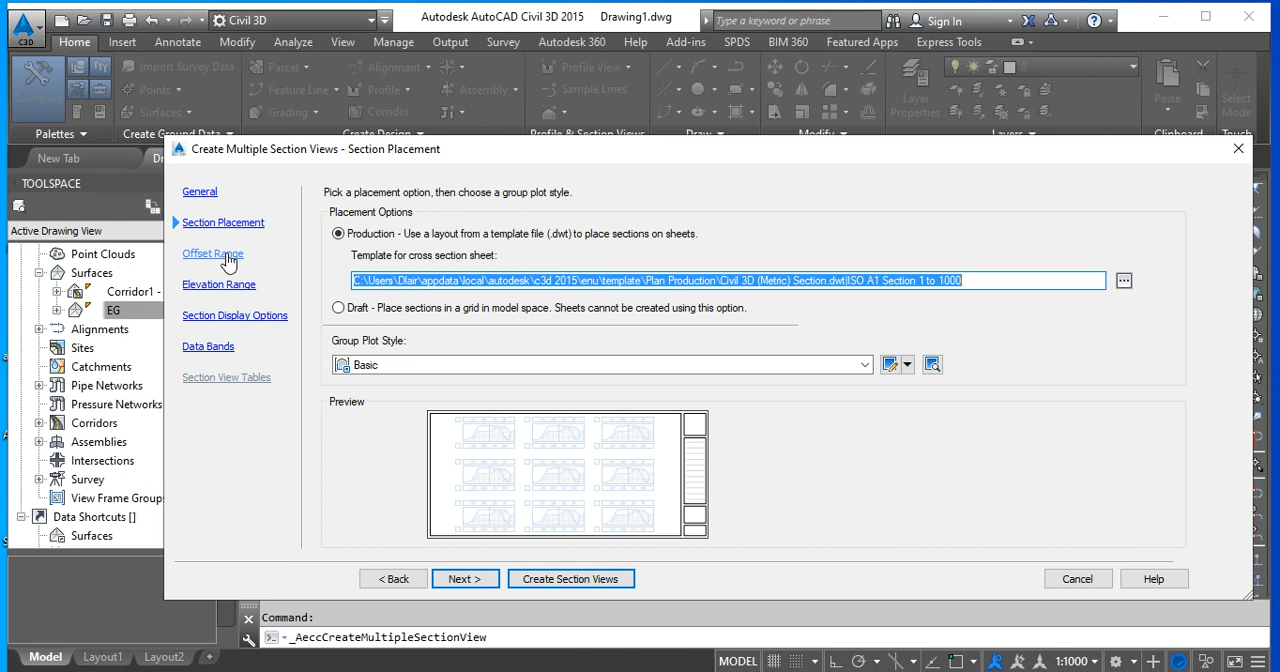 Civil 3D
Autodesk AutoCAD Civil 3D 2015 Drawing1.dwg
Type a keyword or phrase
Sign In
C3D
Home Insert Annotate Modify Analyze View Manage Output Survey Autodesk 360 Help Add-ins SPDS BIM 360 Featured Apps Express Tools
Toolspace
Import Survey Data
Points
Surfaces
Parcel
Feature Line
Grading
Alignment
Profile
Corridor
Assembly
Profile View
Sample Lines
Layer
Properties
0
Paste
Select
Mode
Palettes Create Ground Data Create Design Profile & Section Views Draw Modify Layers Clipboard Touch
New Tab
TOOLSPACE
Active Drawing View
Point Clouds
Surfaces
Corridor1 -
EG
Alignments
Sites
Catchments
Pipe Networks
Pressure Networks
Corridors
Assemblies
Intersections
Survey
View Frame Group
Data Shortcuts []
Surfaces
Create Multiple Section Views - Section Placement
General
Section Placement
Offset Range
Elevation Range
Section Display Options
Data Bands
Section View Tables
Pick a placement option, then choose a group plot style.
Placement Options
Production - Use a layout from a template file (.dwt) to place sections on sheets.
Template for cross section sheet:
C:\Users\Dlair\appdata\local\autodesk\c3d 2015\enu\template\Plan Production\Civil 3D (Metric) Section.dwt!ISO A1 Section 1 to 1000
...
Draft - Place sections in a grid in model space. Sheets cannot be created using this option.
Group Plot Style:
Basic
Preview
< Back Next > Create Section Views Cancel Help
Command:
_AeccCreateMultipleSectionView
Model Layout1 Layout2 +
MODEL 1:1000